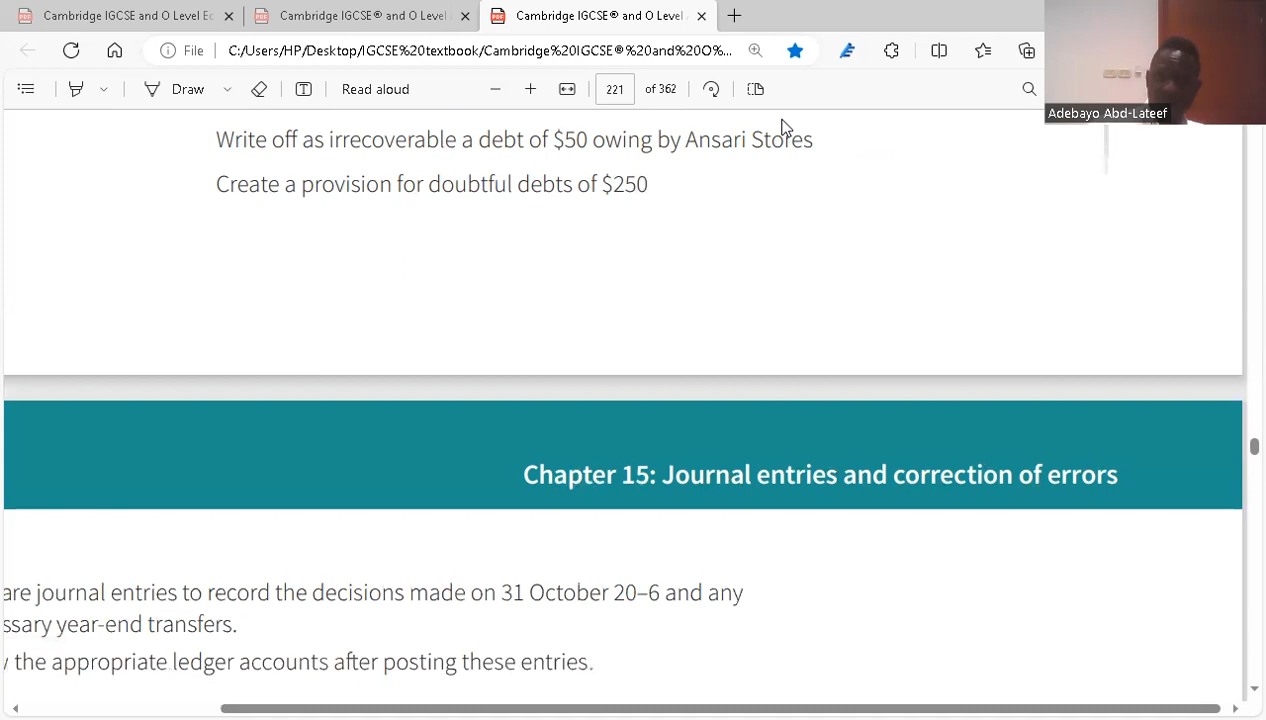 Cambridge IGCSE and O Level Ec
Cambridge IGCSE® and O Level
Cambridge IGCSE® and O Level
File
C:/Users/HP/Desktop/IGCSE%20textbook/Cambridge%20IGCSE®%20and%20O%...
Draw
Read aloud
221
of 362
Adebayo Abd-Lateef
Write off as irrecoverable a debt of $50 owing by Ansari Stores
Create a provision for doubtful debts of $250
Chapter 15: Journal entries and correction of errors
are journal entries to record the decisions made on 31 October 20–6 and any
ssary year-end transfers.
the appropriate ledger accounts after posting these entries.